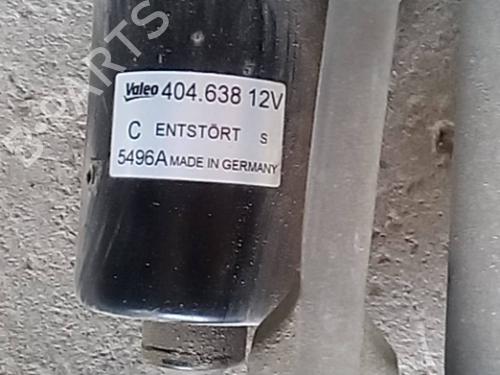 B-PARTS
Valeo 404.638 12V
C ENTSTÖRT S
5496A MADE IN GERMANY